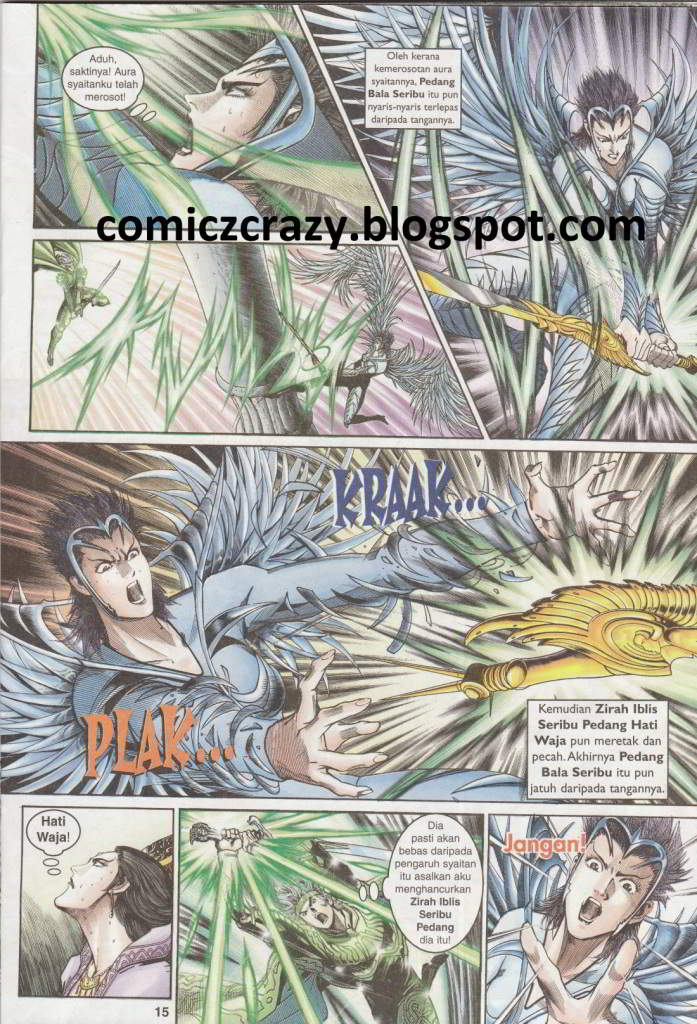 Aduh,
saktinya! Aura
syaitanku telah
merosot!
Oleh kerana
kemerosotan aura
syaitannya, Pedang
Bala Seribu itu pun
nyaris-nyaris terlepas
daripada tangannya.
comiczcrazy.blogspot.com
KRAAK...
PLAK...
Kemudian Zirah Iblis
Seribu Pedang Hati
Waja pun meretak dan
pecah. Akhirnya Pedang
Bala Seribu itu pun
jatuh daripada tangannya.
Hati
Waja!
Dia
pasti akan
bebas daripada
pengaruh syaitan
itu asalkan aku
menghancurkan
Zirah Iblis
Seribu
Pedang
dia itu!
Jangan!
15